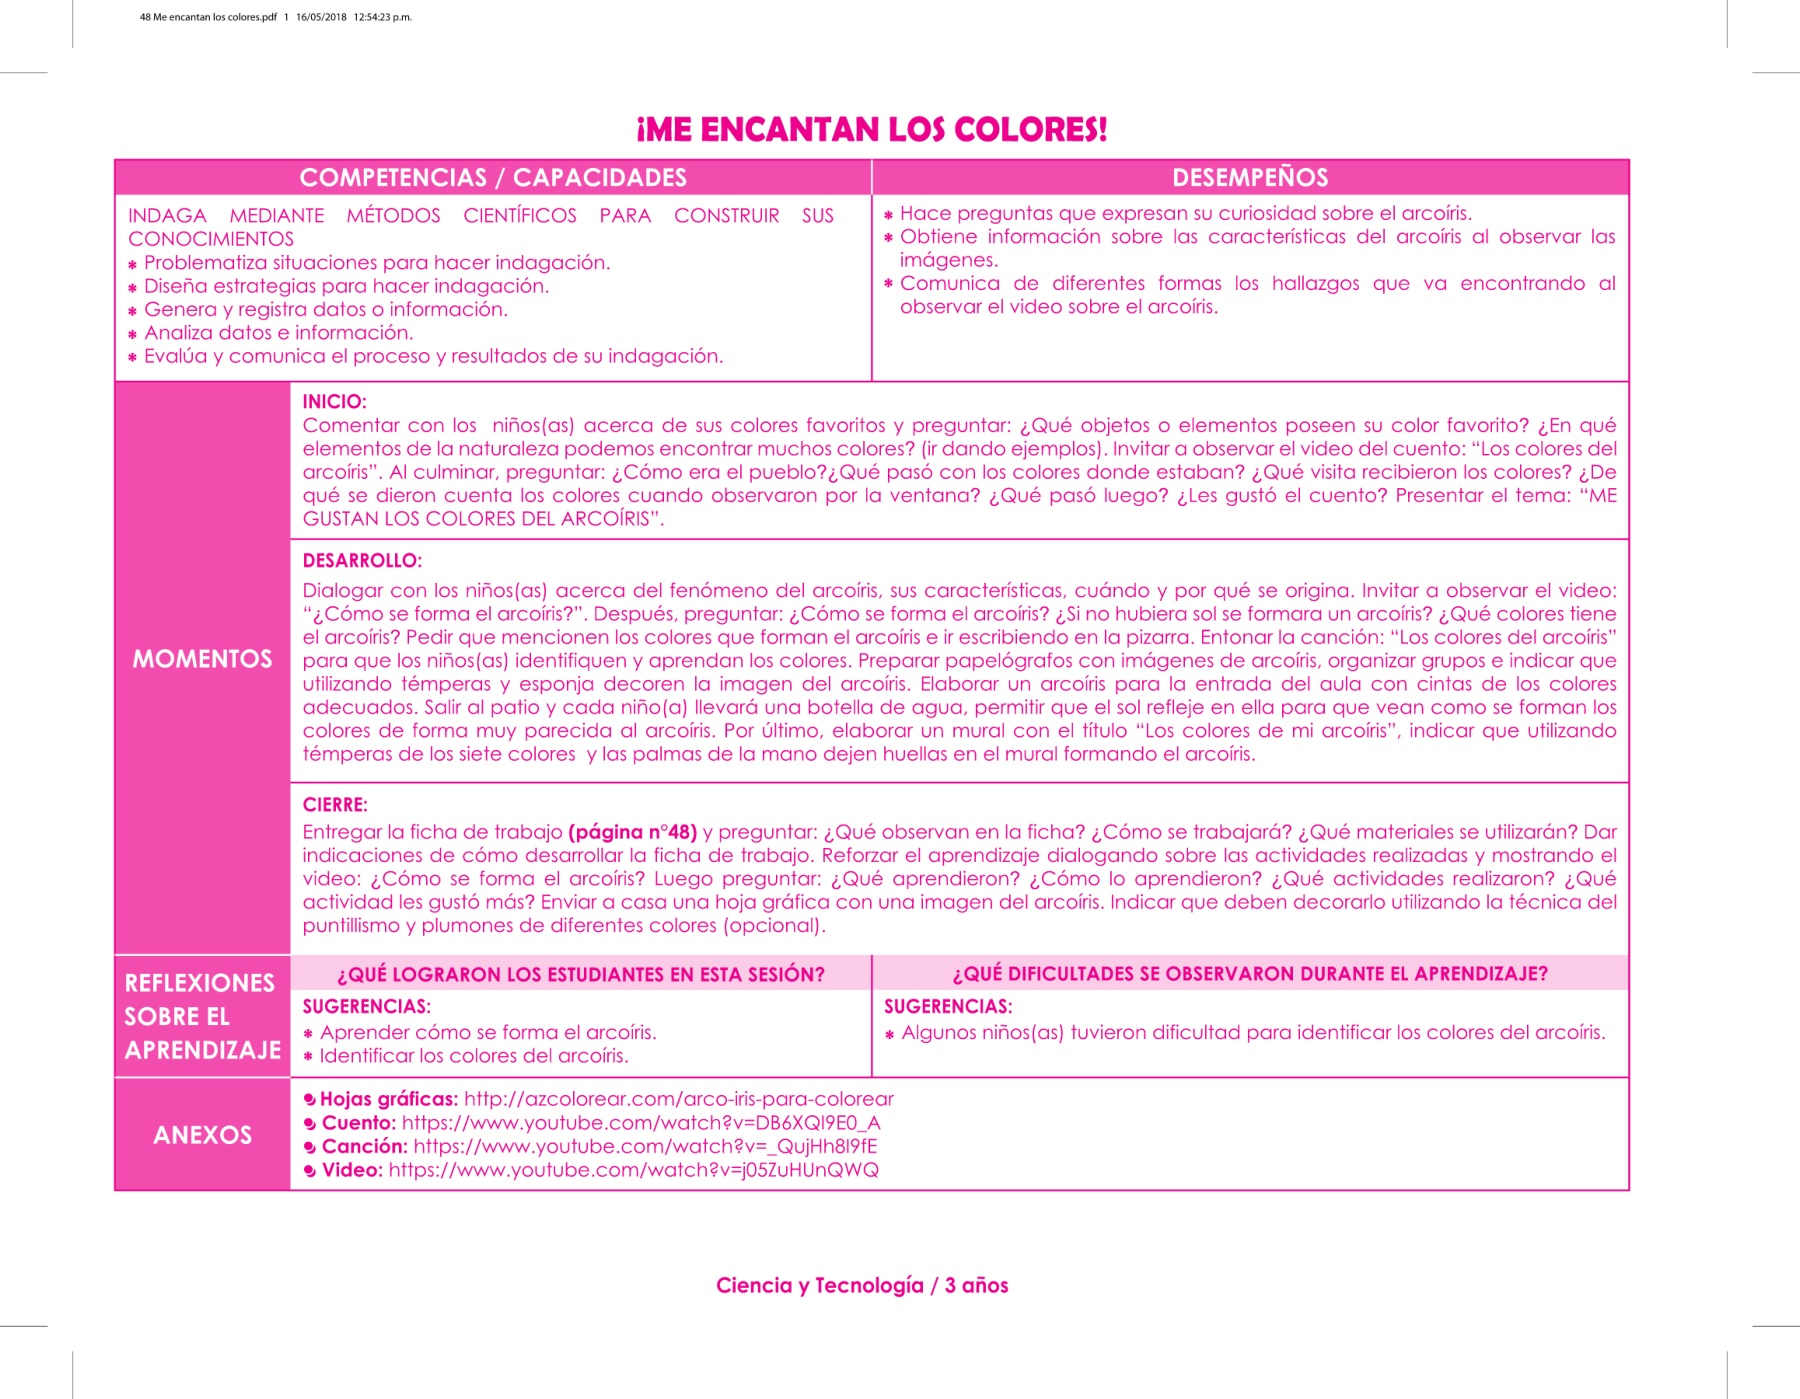 48 Me encantan los colores.pdf   1   16/05/2018   12:54:23 p.m.
¡ME ENCANTAN LOS COLORES!
COMPETENCIAS / CAPACIDADES
INDAGA MEDIANTE MÉTODOS CIENTÍFICOS PARA CONSTRUIR SUS
CONOCIMIENTOS
* Problematiza situaciones para hacer indagación.
* Diseña estrategias para hacer indagación.
* Genera y registra datos o información.
* Analiza datos e información.
* Evalúa y comunica el proceso y resultados de su indagación.
DESEMPEÑOS
* Hace preguntas que expresan su curiosidad sobre el arcoíris.
* Obtiene información sobre las características del arcoíris al observar las
imágenes.
* Comunica de diferentes formas los hallazgos que va encontrando al
observar el video sobre el arcoíris.
MOMENTOS
INICIO:
Comentar con los  niños(as) acerca de sus colores favoritos y preguntar: ¿Qué objetos o elementos poseen su color favorito? ¿En qué
elementos de la naturaleza podemos encontrar muchos colores? (ir dando ejemplos). Invitar a observar el video del cuento: “Los colores del
arcoíris”. Al culminar, preguntar: ¿Cómo era el pueblo?¿Qué pasó con los colores donde estaban? ¿Qué visita recibieron los colores? ¿De
qué se dieron cuenta los colores cuando observaron por la ventana? ¿Qué pasó luego? ¿Les gustó el cuento? Presentar el tema: “ME
GUSTAN LOS COLORES DEL ARCOÍRIS”.
DESARROLLO:
Dialogar con los niños(as) acerca del fenómeno del arcoíris, sus características, cuándo y por qué se origina. Invitar a observar el video:
“¿Cómo se forma el arcoíris?”. Después, preguntar: ¿Cómo se forma el arcoíris? ¿Si no hubiera sol se formara un arcoíris? ¿Qué colores tiene
el arcoíris? Pedir que mencionen los colores que forman el arcoíris e ir escribiendo en la pizarra. Entonar la canción: “Los colores del arcoíris”
para que los niños(as) identifiquen y aprendan los colores. Preparar papelógrafos con imágenes de arcoíris, organizar grupos e indicar que
utilizando témperas y esponja decoren la imagen del arcoíris. Elaborar un arcoíris para la entrada del aula con cintas de los colores
adecuados. Salir al patio y cada niño(a) llevará una botella de agua, permitir que el sol refleje en ella para que vean como se forman los
colores de forma muy parecida al arcoíris. Por último, elaborar un mural con el título “Los colores de mi arcoíris”, indicar que utilizando
témperas de los siete colores  y las palmas de la mano dejen huellas en el mural formando el arcoíris.
CIERRE:
Entregar la ficha de trabajo (página n°48) y preguntar: ¿Qué observan en la ficha? ¿Cómo se trabajará? ¿Qué materiales se utilizarán? Dar
indicaciones de cómo desarrollar la ficha de trabajo. Reforzar el aprendizaje dialogando sobre las actividades realizadas y mostrando el
video: ¿Cómo se forma el arcoíris? Luego preguntar: ¿Qué aprendieron? ¿Cómo lo aprendieron? ¿Qué actividades realizaron? ¿Qué
actividad les gustó más? Enviar a casa una hoja gráfica con una imagen del arcoíris. Indicar que deben decorarlo utilizando la técnica del
puntillismo y plumones de diferentes colores (opcional).
REFLEXIONES
SOBRE EL
APRENDIZAJE
¿QUÉ LOGRARON LOS ESTUDIANTES EN ESTA SESIÓN?
SUGERENCIAS:
* Aprender cómo se forma el arcoíris.
* Identificar los colores del arcoíris.
¿QUÉ DIFICULTADES SE OBSERVARON DURANTE EL APRENDIZAJE?
SUGERENCIAS:
* Algunos niños(as) tuvieron dificultad para identificar los colores del arcoíris.
ANEXOS
Hojas gráficas: http://azcolorear.com/arco-iris-para-colorear
Cuento: https://www.youtube.com/watch?v=DB6XQI9E0_A
Canción: https://www.youtube.com/watch?v=_QujHh8I9fE
Video: https://www.youtube.com/watch?v=j05ZuHUnQWQ
Ciencia y Tecnología / 3 años